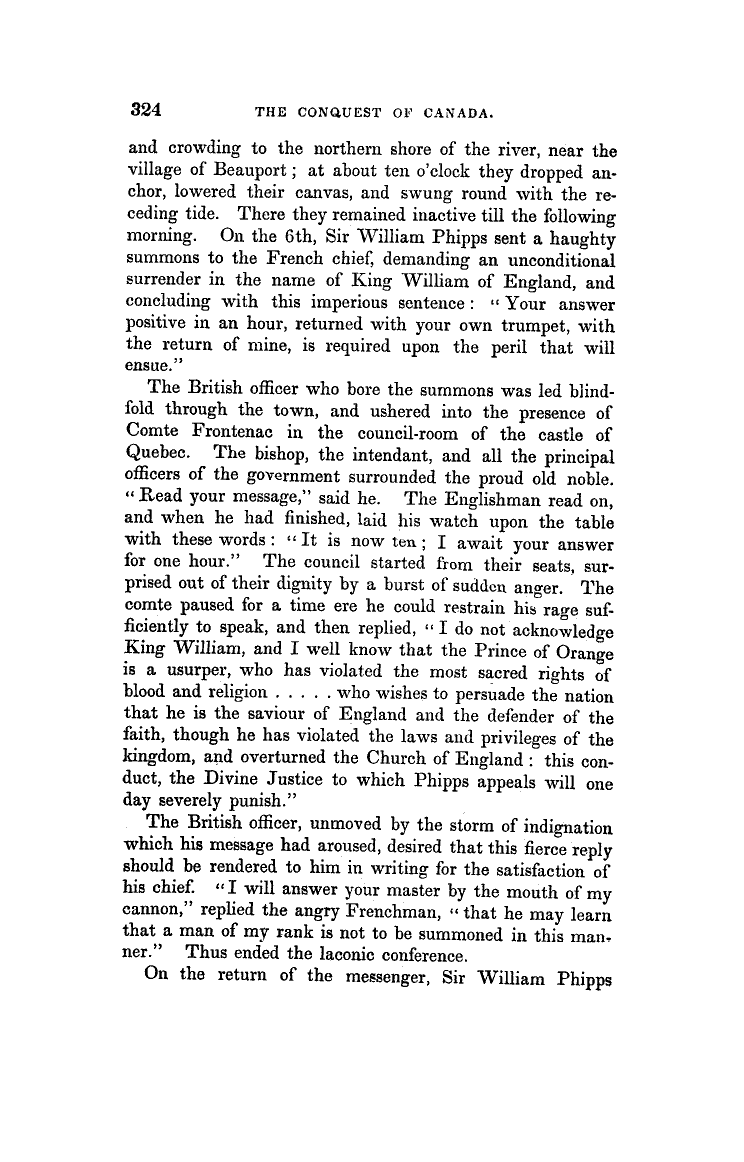 324 THE CONQUEST OF CANADA.
and crowding to the northern shore of the river, near the
village of Beauport; at about ten o'clock they dropped an-
chor, lowered their canvas, and swung round with the re-
ceding tide. There they remained inactive till the following
morning. On the 6th, Sir William Phipps sent a haughty
summons to the French chief, demanding an unconditional
surrender in the name of King William of England, and
concluding with this imperious sentence: "Your answer
positive in an hour, returned with your own trumpet, with
the return of mine, is required upon the peril that will
ensue."
The British officer who bore the summons was led blind-
fold through the town, and ushered into the presence of
Comte Frontenac in the council-room of the castle of
Quebec. The bishop, the intendant, and all the principal
officers of the government surrounded the proud old noble.
"Read your message," said he. The Englishman read on,
and when he had finished, laid his watch upon the table
with these words: "It is now ten; I await your answer
for one hour." The council started from their seats, sur-
prised out of their dignity by a burst of sudden anger. The
comte paused for a time ere he could restrain his rage suf-
ficiently to speak, and then replied, "I do not acknowledge
King William, and I well know that the Prince of Orange
is a usurper, who has violated the most sacred rights of
blood and religion . . . . . who wishes to persuade the nation
that he is the saviour of England and the defender of the
faith, though he has violated the laws and privileges of the
kingdom, and overturned the Church of England: this con-
duct, the Divine Justice to which Phipps appeals will one
day severely punish."
The British officer, unmoved by the storm of indignation
which his message had aroused, desired that this fierce reply
should be rendered to him in writing for the satisfaction of
his chief. "I will answer your master by the mouth of my
cannon," replied the angry Frenchman, "that he may learn
that a man of my rank is not to be summoned in this man-
ner." Thus ended the laconic conference.
On the return of the messenger, Sir William Phipps